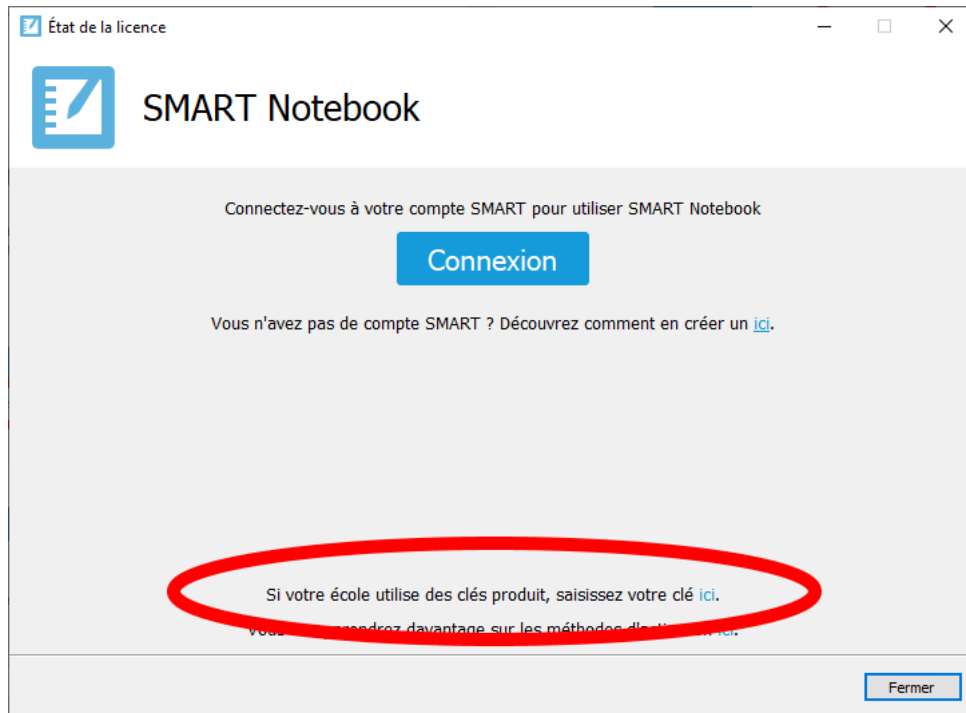 État de la licence
SMART Notebook
Connectez-vous à votre compte SMART pour utiliser SMART Notebook
Connexion
Vous n'avez pas de compte SMART ? Découvrez comment en créer un ici.
Si votre école utilise des clés produit, saisissez votre clé ici.
davantage sur les méthodes ici.
Fermer